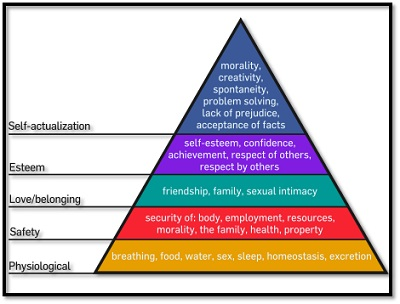 morality,
creativity,
spontaneity,
problem solving,
lack of prejudice,
acceptance of facts
Self-actualization
self-esteem, confidence,
achievement, respect of others,
respect by others
Esteem
friendship, family, sexual intimacy
Love/belonging
security of: body, employment, resources,
morality, the family, health, property
Safety
breathing, food, water, sex, sleep, homeostasis, excretion
Physiological